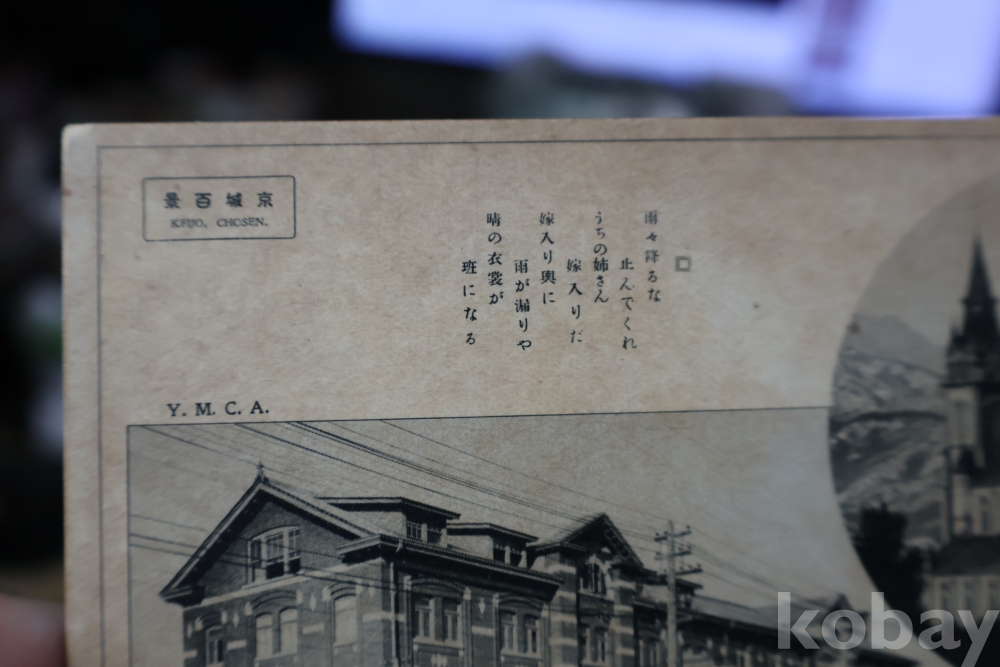 京城百景
KEIJO, CHOSEN.
雨々降るな
止んでくれ
うちの姉さん
嫁入りだ
嫁入り輿に
雨が漏りや
晴の衣裳が
班になる
Y. M. C. A.
kobay